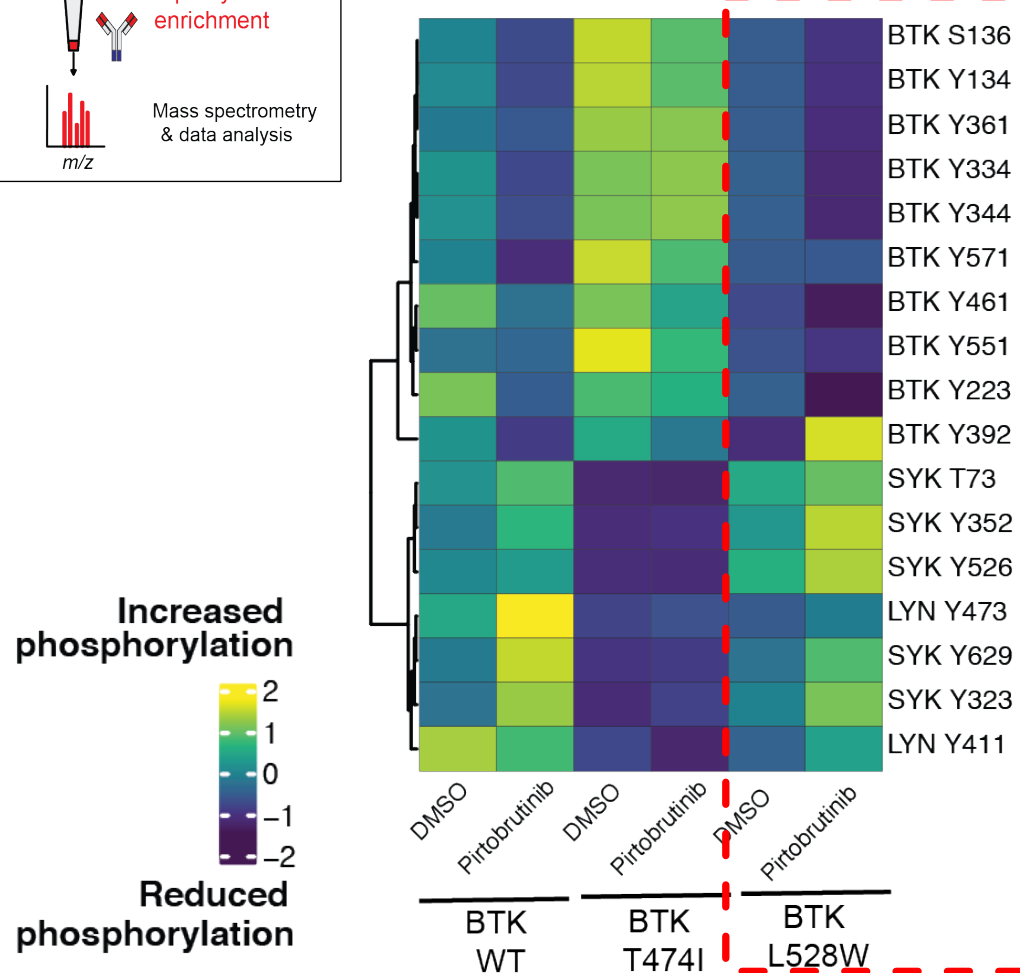 enrichment
Mass spectrometry
& data analysis
m/z
BTK S136
BTK Y134
BTK Y361
BTK Y334
BTK Y344
BTK Y571
BTK Y461
BTK Y551
BTK Y223
BTK Y392
SYK T73
SYK Y352
SYK Y526
LYN Y473
SYK Y629
SYK Y323
LYN Y411
Increased
phosphorylation
2
1
0
−1
−2
Reduced
phosphorylation
DMSO
Pirtobrutinib
DMSO
Pirtobrutinib
DMSO
Pirtobrutinib
BTK
WT
BTK
T474I
BTK
L528W